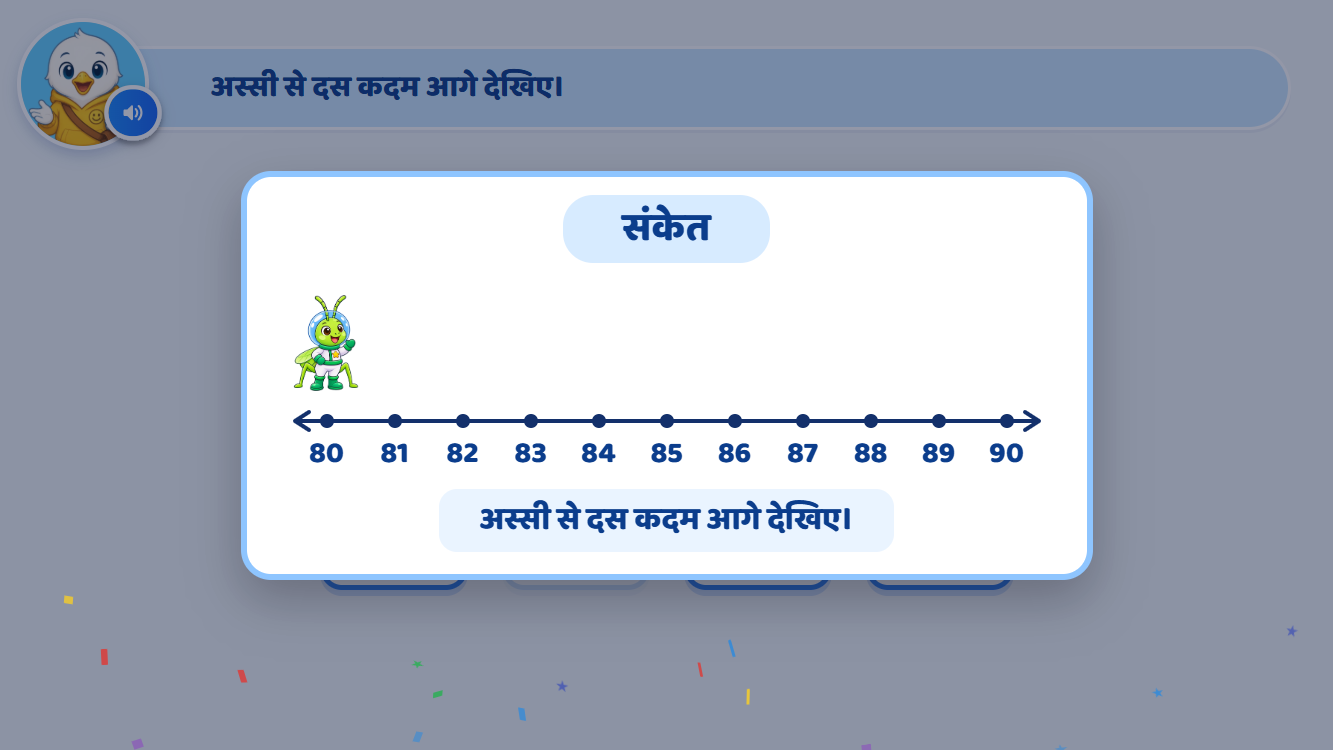 अस्सी से दस कदम आगे देखिए।
संकेत
80 81 82 83 84 85 86 87 88 89 90
अस्सी से दस कदम आगे देखिए।